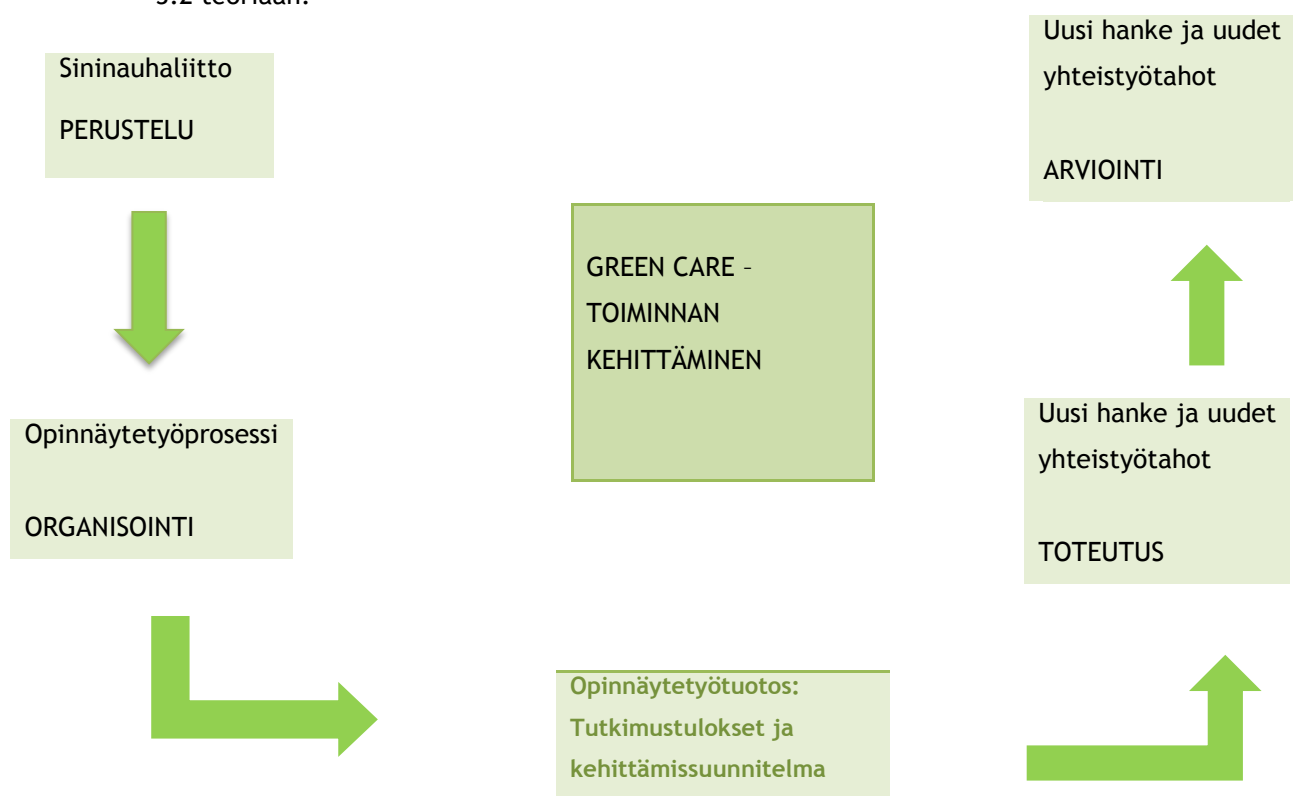 Sininauhaliitto
PERUSTELU
Opinnäytetyöprosessi
ORGANISOINTI
Opinnäytetyötuotos:
Tutkimustulokset ja
kehittämissuunnitelma
GREEN CARE –
TOIMINNAN
KEHITTÄMINEN
Uusi hanke ja uudet
yhteistyötahot
TOTEUTUS
Uusi hanke ja uudet
yhteistyötahot
ARVIOINTI